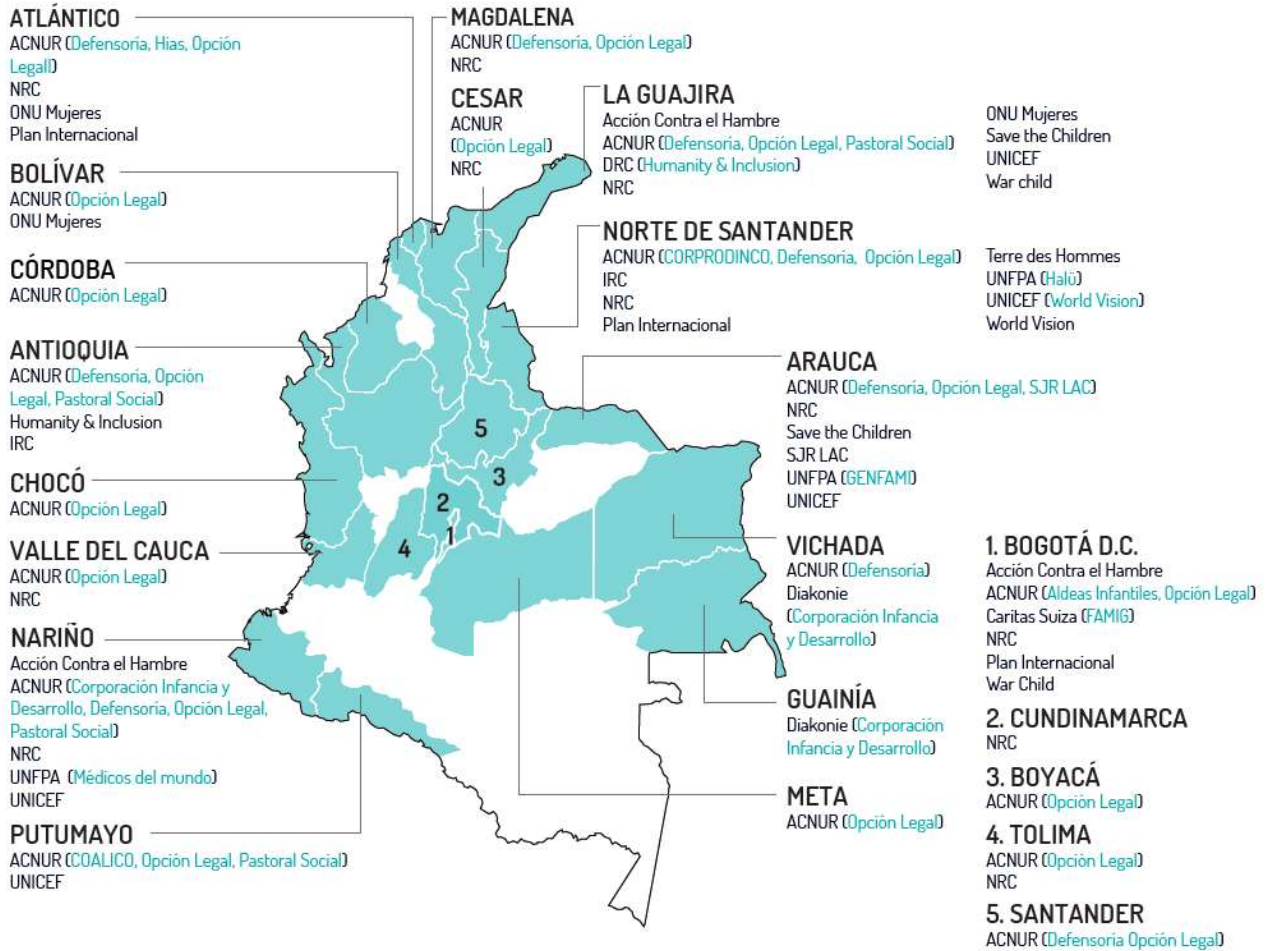 ATLÁNTICO
ACNUR (Defensoría, Hias, Opción
Legall)
NRC
ONU Mujeres
Plan Internacional
BOLÍVAR
ACNUR (Opción Legal)
ONU Mujeres
CÓRDOBA
ACNUR (Opción Legal)
ANTIOQUIA
ACNUR (Defensoría, Opción
Legal, Pastoral Social)
Humanity & Inclusion
IRC
CHOCÓ
ACNUR (Opción Legal)
VALLE DEL CAUCA
ACNUR (Opción Legal)
NRC
NARIÑO
Acción Contra el Hambre
ACNUR (Corporación Infancia y
Desarrollo, Defensoría, Opción Legal,
Pastoral Social)
NRC
UNFPA (Médicos del mundo)
UNICEF
PUTUMAYO
ACNUR (COALICO, Opción Legal, Pastoral Social)
UNICEF
MAGDALENA
ACNUR (Defensoría, Opción Legal)
NRC
CESAR
ACNUR
(Opción Legal)
NRC
LA GUAJIRA
Acción Contra el Hambre
ACNUR (Defensoría, Opción Legal, Pastoral Social)
DRC (Humanity & Inclusion)
NRC
ONU Mujeres
Save the Children
UNICEF
War child
NORTE DE SANTANDER
ACNUR (CORPRODINCO, Defensoría, Opción Legal)
IRC
NRC
Plan Internacional
Terre des Hommes
UNFPA (Halü)
UNICEF (World Vision)
World Vision
ARAUCA
ACNUR (Defensoría, Opción Legal, SJR LAC)
NRC
Save the Children
SJR LAC
UNFPA (GENFAMI)
UNICEF
5
3
2
1
4
VICHADA
ACNUR (Defensoría)
Diakonie
(Corporación Infancia
y Desarrollo)
GUAINÍA
Diakonie (Corporación
Infancia y Desarrollo)
META
ACNUR (Opción Legal)
1. BOGOTÁ D.C.
Acción Contra el Hambre
ACNUR (Aldeas Infantiles, Opción Legal)
Caritas Suiza (FAMIG)
NRC
Plan Internacional
War Child
2. CUNDINAMARCA
NRC
3. BOYACÁ
ACNUR (Opción Legal)
4. TOLIMA
ACNUR (Opción Legal)
NRC
5. SANTANDER
ACNUR (Defensoría Opción Legal)